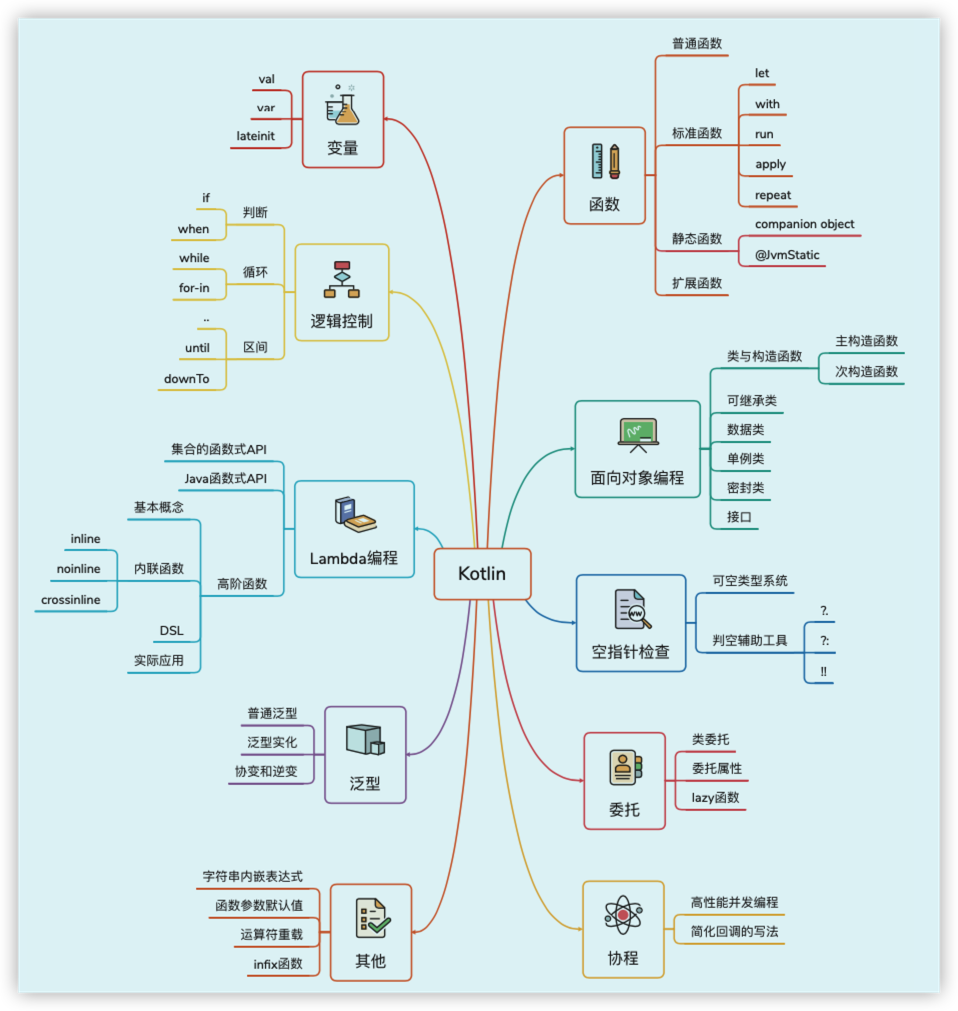 Kotlin
变量
val
var
lateinit
逻辑控制
判断
if
when
循环
while
for-in
区间
..
until
downTo
Lambda编程
集合的函数式API
Java函数式API
高阶函数
基本概念
内联函数
inline
noinline
crossinline
DSL
实际应用
泛型
普通泛型
泛型实化
协变和逆变
其他
字符串内嵌表达式
函数参数默认值
运算符重载
infix函数
函数
普通函数
标准函数
let
with
run
apply
repeat
静态函数
companion object
@JvmStatic
扩展函数
面向对象编程
类与构造函数
主构造函数
次构造函数
可继承类
数据类
单例类
密封类
接口
空指针检查
可空类型系统
判空辅助工具
?.
?:
!!
委托
类委托
委托属性
lazy函数
协程
高性能并发编程
简化回调的写法